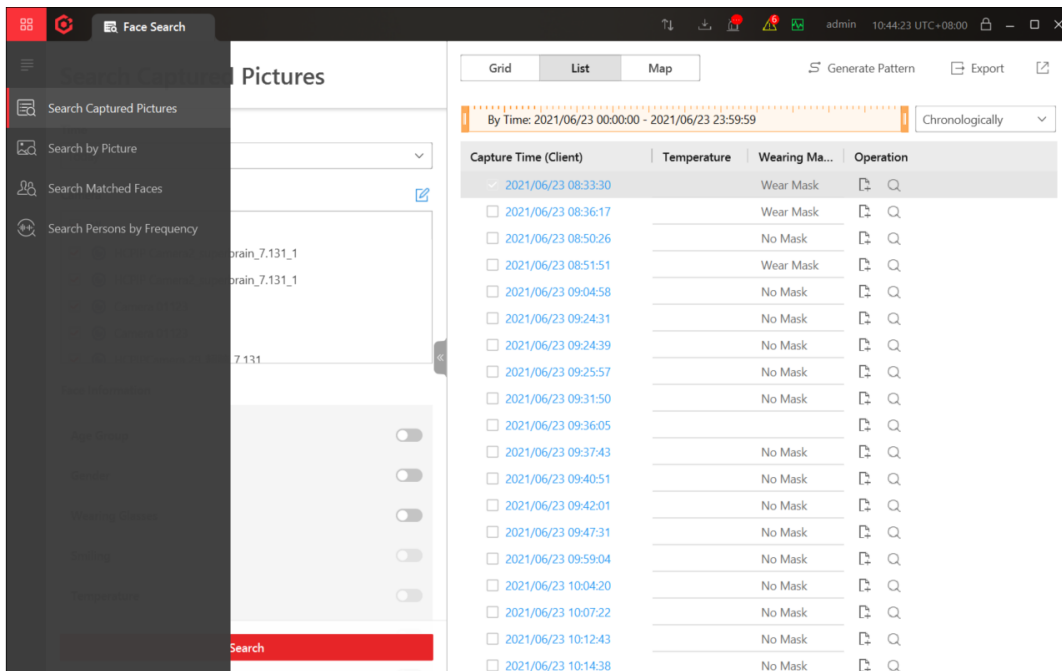 Face Search
6
admin 10:44:23 UTC+08:00
Search Captured Pictures
Search Captured Pictures
Search by Picture
Search Matched Faces
Search Persons by Frequency
brain_7.131_1
brain_7.131_1
7.131
Age Group
Gender
Wearing Glasses
Smiling
Temperature
Search
Grid List Map Generate Pattern Export
By Time: 2021/06/23 00:00:00 - 2021/06/23 23:59:59 Chronologically
Capture Time (Client) Temperature Wearing Ma... Operation
2021/06/23 08:33:30 Wear Mask
2021/06/23 08:36:17 Wear Mask
2021/06/23 08:50:26 No Mask
2021/06/23 08:51:51 Wear Mask
2021/06/23 09:04:58 No Mask
2021/06/23 09:24:31 No Mask
2021/06/23 09:24:39 No Mask
2021/06/23 09:25:57 No Mask
2021/06/23 09:31:50 No Mask
2021/06/23 09:36:05
2021/06/23 09:37:43 No Mask
2021/06/23 09:40:51 No Mask
2021/06/23 09:42:01 No Mask
2021/06/23 09:47:31 No Mask
2021/06/23 09:59:04 No Mask
2021/06/23 10:04:20 No Mask
2021/06/23 10:07:22 No Mask
2021/06/23 10:12:43 No Mask
2021/06/23 10:14:38 No Mask